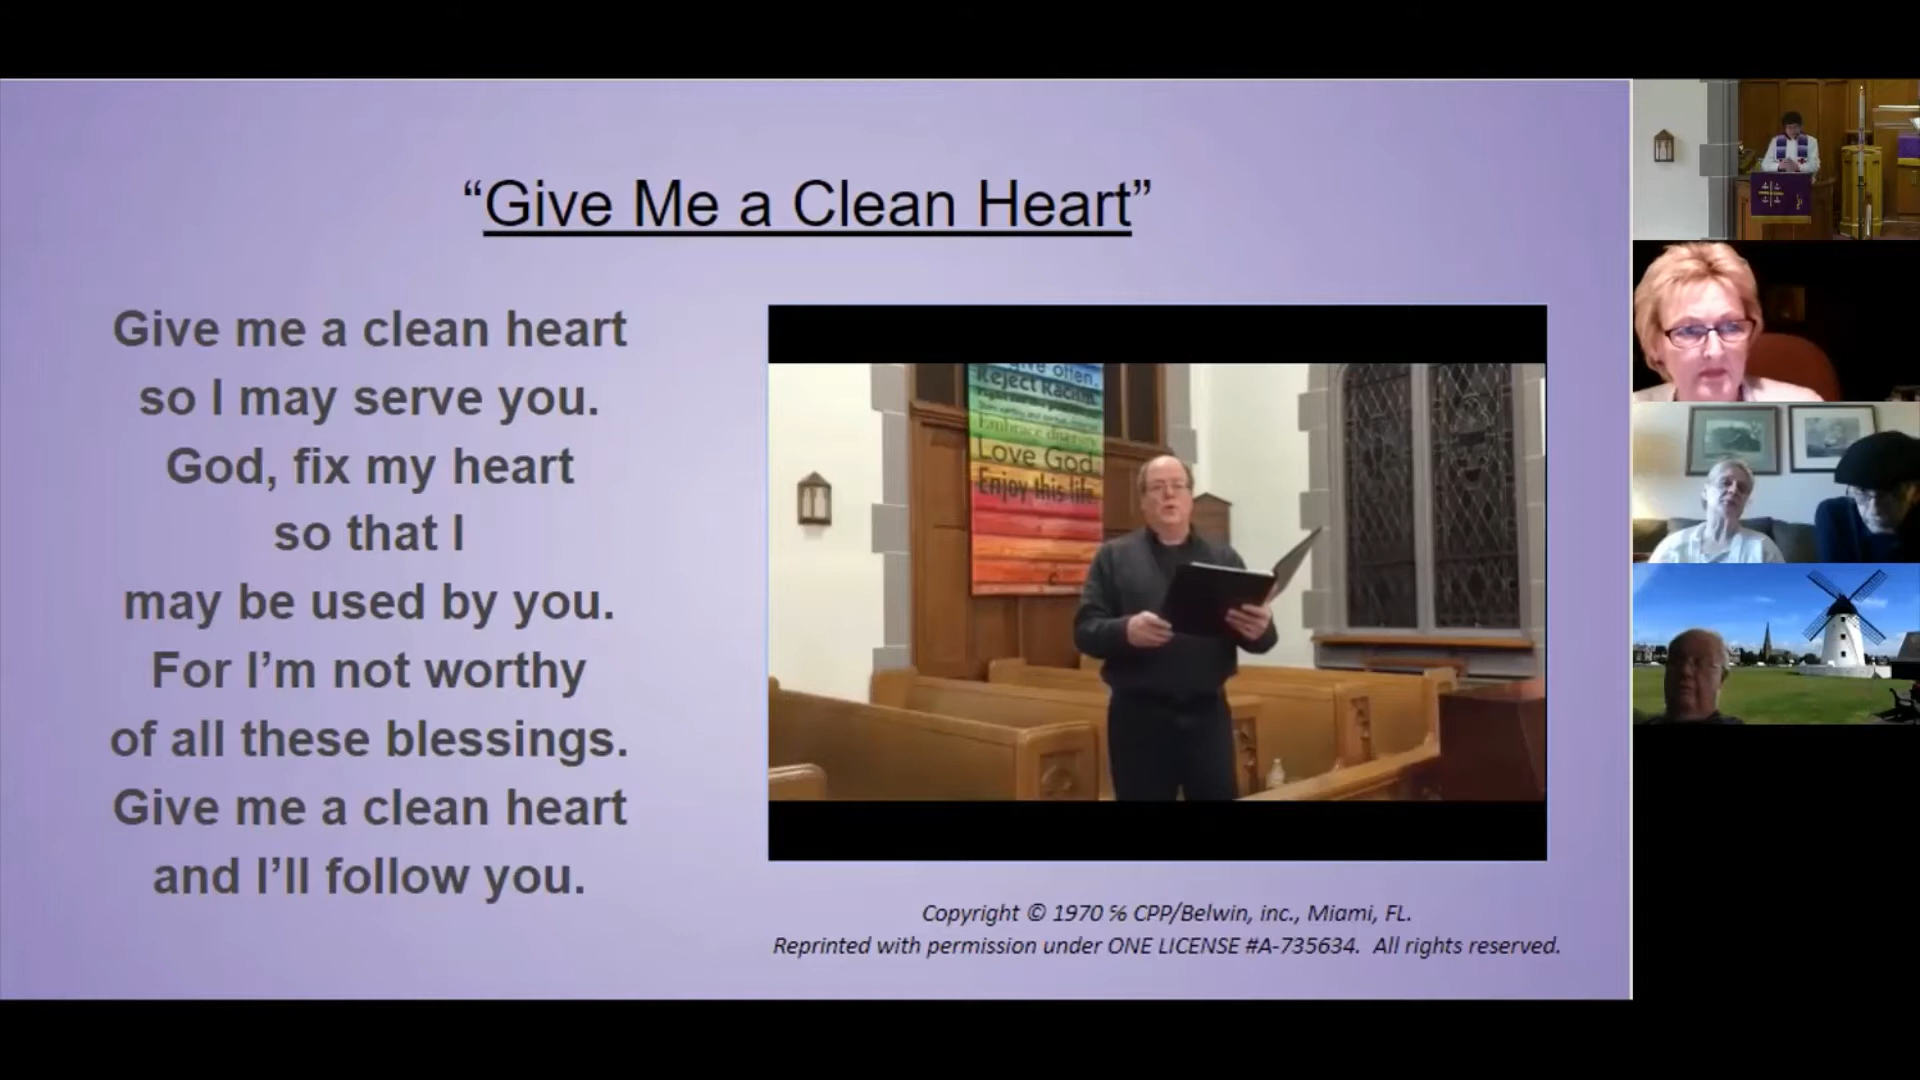 “Give Me a Clean Heart”
Give me a clean heart
so I may serve you.
God, fix my heart
so that I
may be used by you.
For I’m not worthy
of all these blessings.
Give me a clean heart
and I’ll follow you.
often.
Reject Racism
Embrace diversity
Love God
Enjoy this life
Copyright © 1970 ℅ CPP/Belwin, inc., Miami, FL.
Reprinted with permission under ONE LICENSE #A-735634.  All rights reserved.